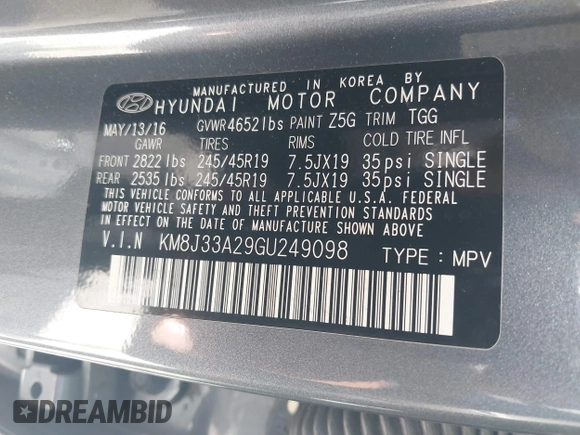 MANUFACTURED IN KOREA BY
HYUNDAI MOTOR COMPANY
MAY/13/16 GVWR 4652lbs PAINT Z5G TRIM TGG
GAWR TIRES RIMS COLD TIRE INFL
FRONT 2822 lbs 245/45R19 7.5JX19 35psi SINGLE
REAR 2535 lbs 245/45R19 7.5JX19 35psi SINGLE
THIS VEHICLE CONFORMS TO ALL APPLICABLE U.S.A. FEDERAL
MOTOR VEHICLE SAFETY AND THEFT PREVENTION STANDARDS
IN EFFECT ON THE DATE OF MANUFACTURE SHOWN ABOVE.
V.I.N KM8J33A29GU249098 TYPE : MPV
DREAMBID